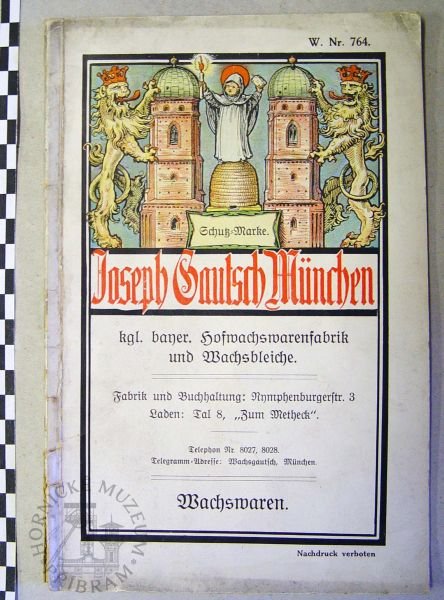 W. Nr. 764.
Schutz-Marke.
Joseph Gautsch München
kgl. bayer. Hofwachswarenfabrik
und Wachsbleiche.
Fabrik und Buchhaltung: Nymphenburgerstr. 3
Laden: Tal 8, „Zum Metheck“.
Telephon Nr. 8027, 8028.
Telegramm-Adresse: Wachsgautsch, München.
Wachswaren.
Nachdruck verboten
HORNICKÉ MUZEUM
PŘÍBRAM